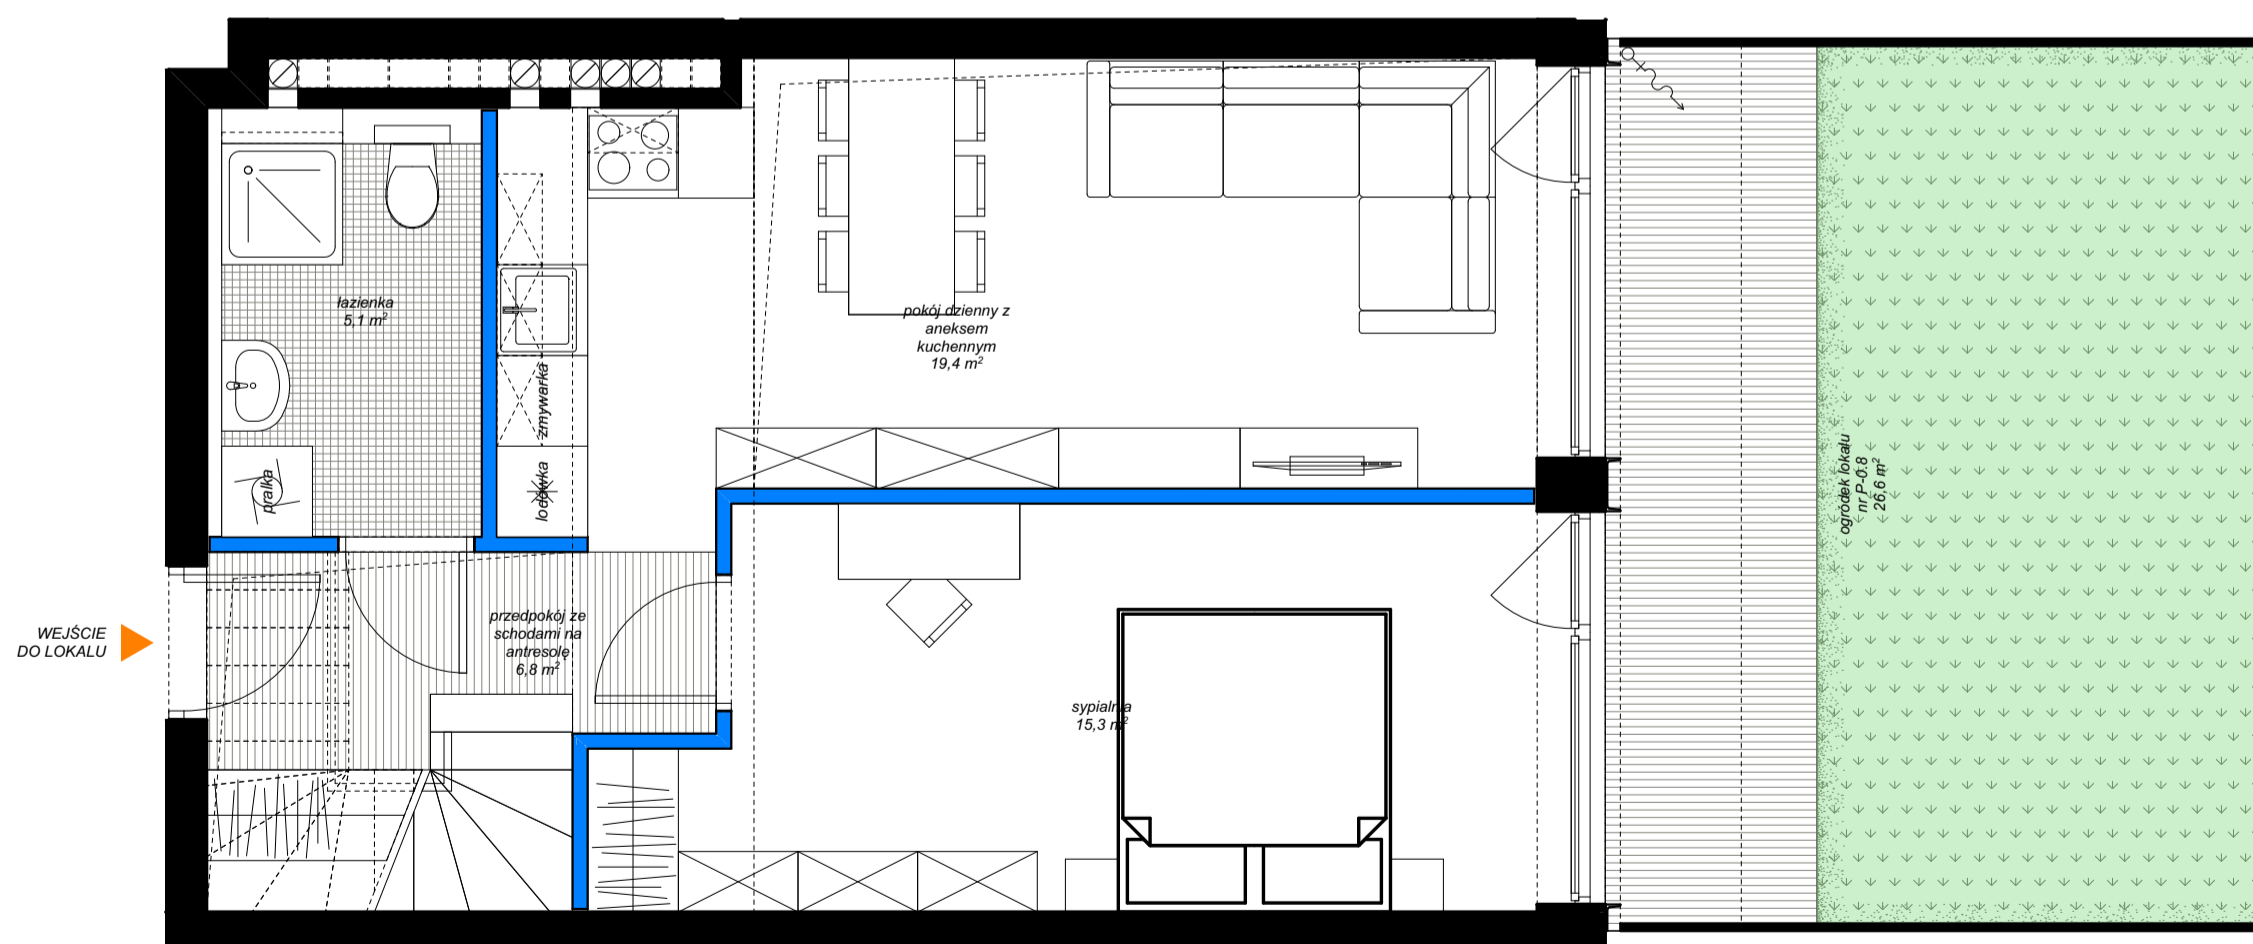 łazienka
5,1 m²
pralka
zmywarka
lodówka
pokój dzienny z
aneksem
kuchennym
19,4 m²
WEJŚCIE
DO LOKALU
przedpokój ze
schodami na
antresolę
6,8 m²
sypialnia
15,3 m²
ogródek lokalu
nr P-0.8
26,6 m²